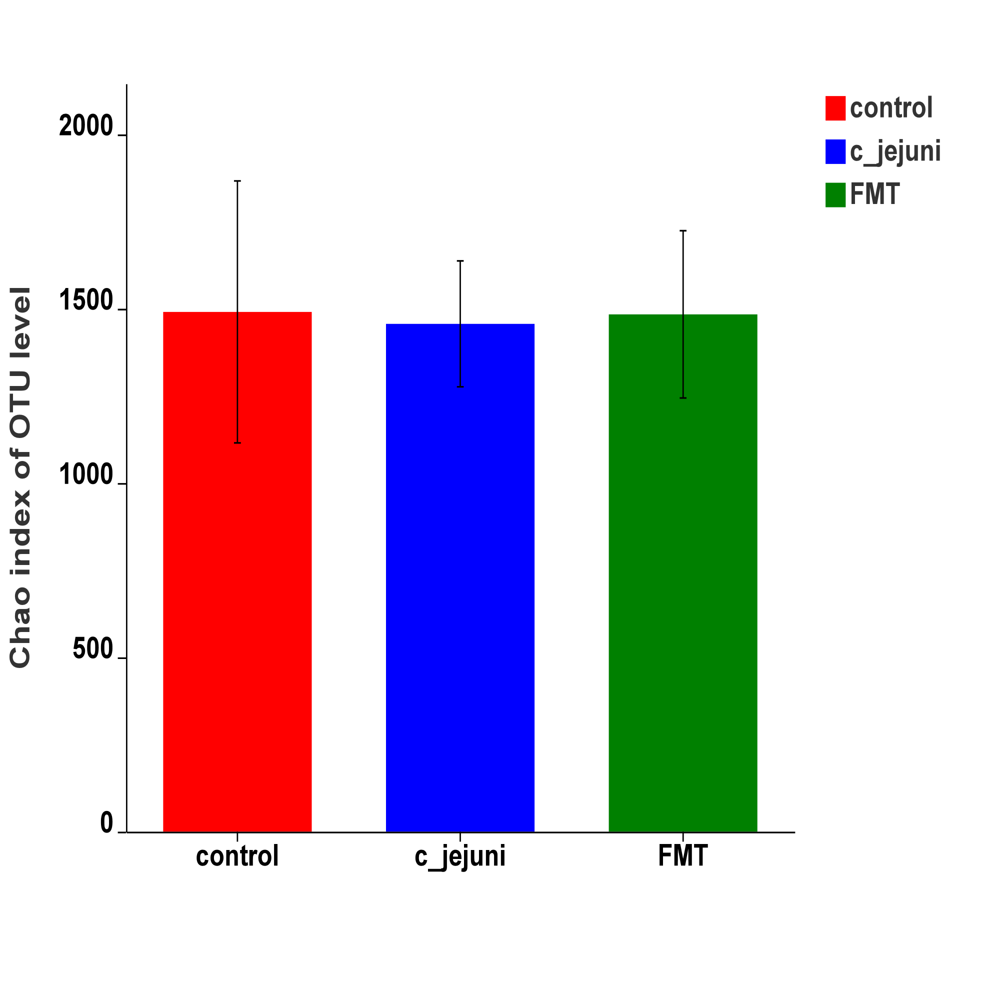 Chao index of OTU level
2000
1500
1000
500
0
control
c_jejuni
FMT
control
c_jejuni
FMT